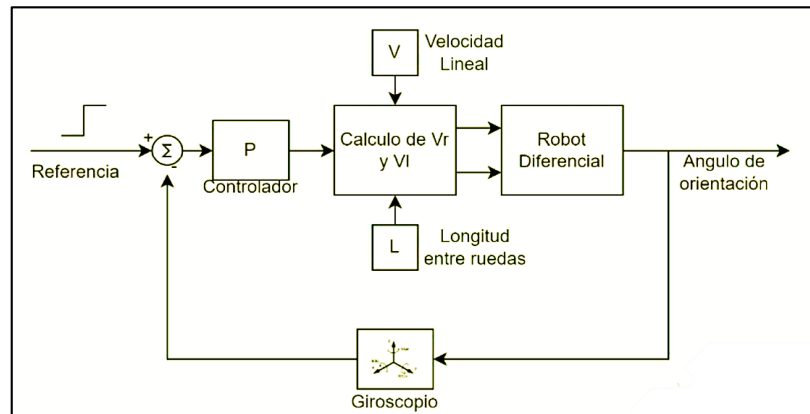 V
Velocidad
Lineal
+
Σ
-
Referencia
P
Controlador
Calculo de Vr
y Vl
Robot
Diferencial
Angulo de
orientación
L
Longitud
entre ruedas
Giroscopio